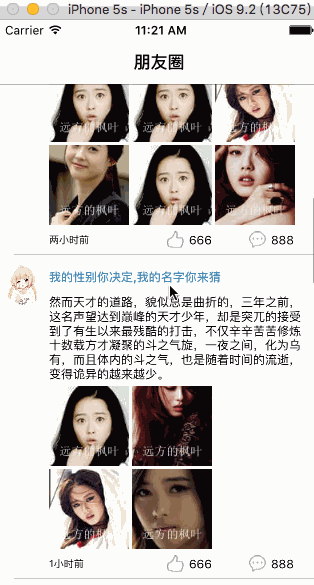 iPhone 5s - iPhone 5s / iOS 9.2 (13C75)
Carrier 11:21 AM
朋友圈
远方的枫叶 远方的枫叶 远方的枫叶
远方的枫叶 远方的枫叶 远方的枫叶
两小时前 666 888
我的性别你决定,我的名字你来猜
然而天才的道路，貌似总是曲折的，三年之前，
这名声望达到巅峰的天才少年，却是突兀的接受
到了有生以来最残酷的打击，不仅辛辛苦苦修炼
十数载方才凝聚的斗之气旋，一夜之间，化为乌
有，而且体内的斗之气，也是随着时间的流逝，
变得诡异的越来越少。
远方的枫叶 远方的枫叶
远方的枫叶 远方的枫叶
1小时前 666 888